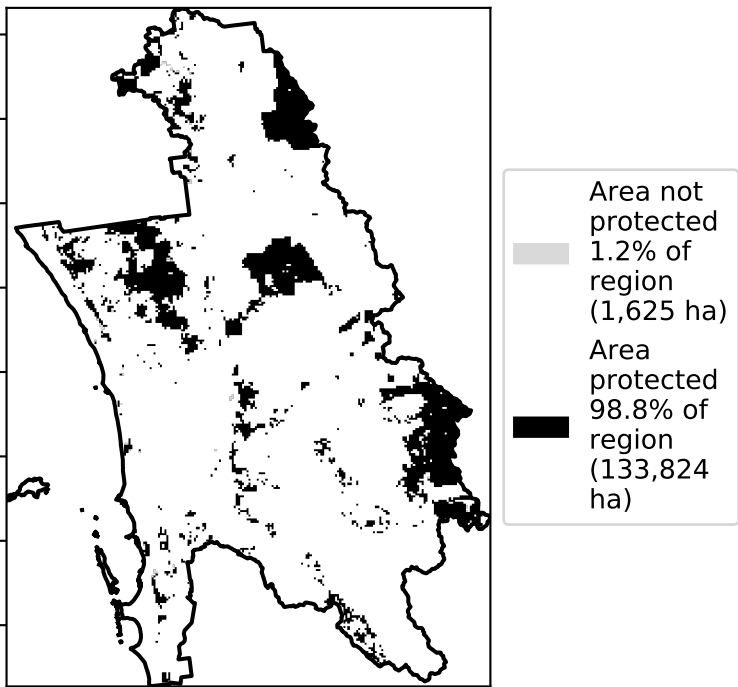 Area not
protected
1.2% of
region
(1,625 ha)
Area
protected
98.8% of
region
(133,824
ha)